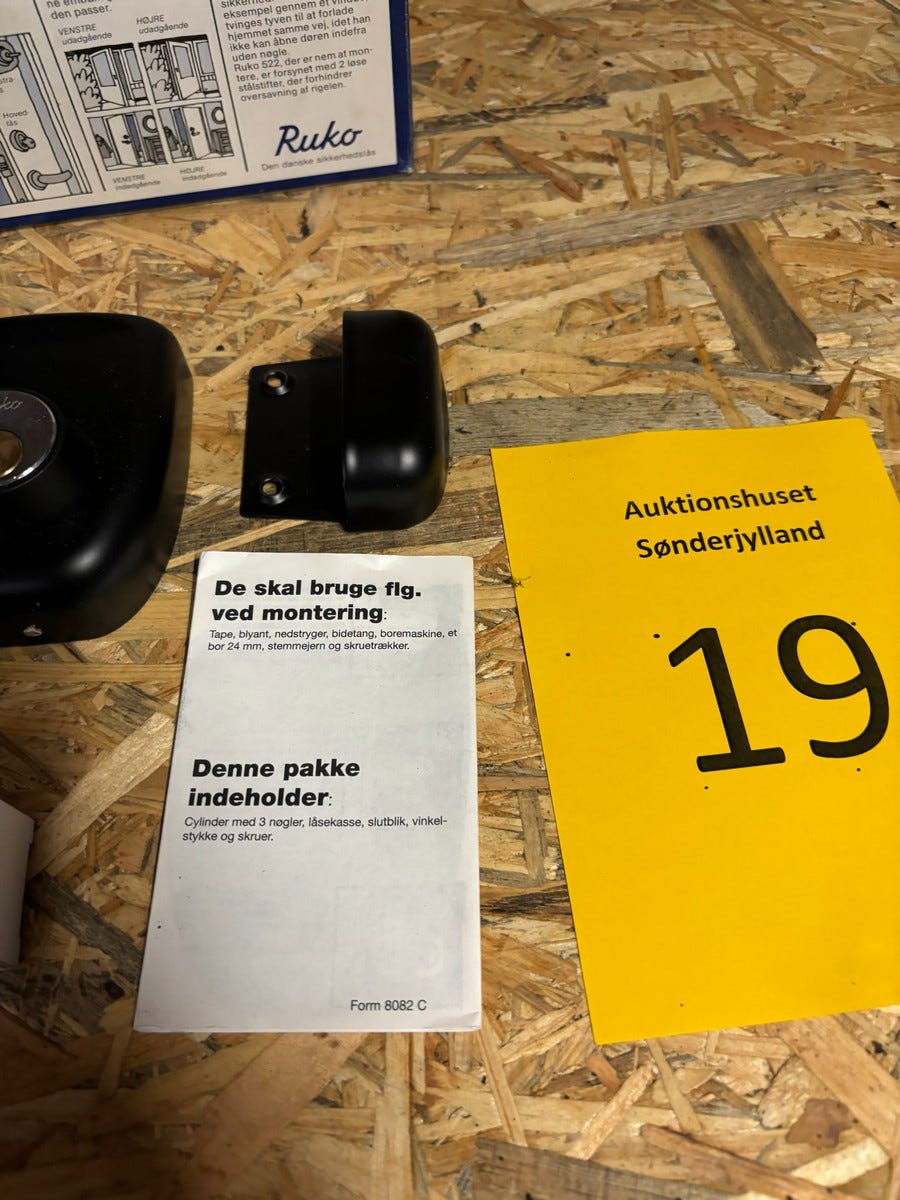 den passer.
VENSTRE
udadgående
HØJRE
udadgående
Hoved-
lås
VENSTRE
indadgående
HØJRE
indadgående
eksempel gennem et
tvinges tyven til at forlade
hjemmet samme vej, idet han
ikke kan åbne døren indefra
uden nøgle.
Ruko 522, der er nem at mon-
tere, er forsynet med 2 løse
stålstifter, der forhindrer
oversavning af rigelen.
Ruko
Den danske sikkerhedslås
De skal bruge flg.
ved montering:
Tape, blyant, nedstryger, bidetang, boremaskine, et
bor 24 mm, stemmejern og skruetrækker.
Denne pakke
indeholder:
Cylinder med 3 nøgler, låsekasse, slutblik, vinkel-
stykke og skruer.
Form 8082 C
Auktionshuset
Sønderjylland
19